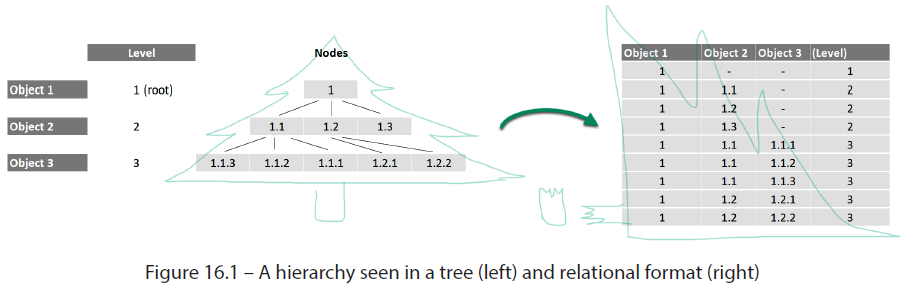 Level Nodes
Object 1 1 (root) 1
Object 2 2 1.1 1.2 1.3
Object 3 3 1.1.3 1.1.2 1.1.1 1.2.1 1.2.2
Object 1 Object 2 Object 3 (Level)
1 - - 1
1 1.1 - 2
1 1.2 - 2
1 1.3 - 2
1 1.1 1.1.1 3
1 1.1 1.1.2 3
1 1.1 1.1.3 3
1 1.2 1.2.1 3
1 1.2 1.2.2 3
Figure 16.1 – A hierarchy seen in a tree (left) and relational format (right)